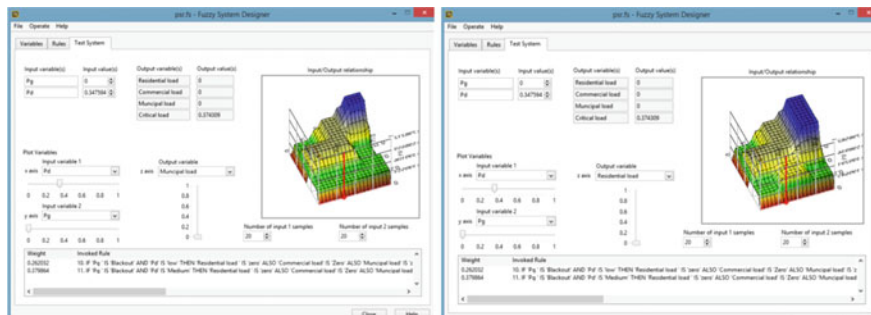 psr.fs - Fuzzy System Designer
File Operate Help
Variables Rules Test System
Input variable(s) Input value(s) Output variable(s) Output value(s) Input/Output relationship
Pg 0 Residential load 0
Pd 0.347594 Commercial load 0
Muncipal load 0
Critical load 0.374309
Plot Variables
Input variable 1 Output variable
x axis Pd z axis Muncipal load
0 0.2 0.4 0.6 0.8 1
Input variable 2
y axis Pg
0 0.2 0.4 0.6 0.8 1
1
0.8
0.6
0.4
0.2
0
Number of input 1 samples Number of input 2 samples
20 20
Weight Invoked Rule
0.262032 10. IF 'Pg' IS 'Blackout' AND 'Pd' IS 'low' THEN 'Residential load' IS 'zero' ALSO 'Commercial load' IS 'Zero' ALSO 'Muncipal load' IS
0.379864 11. IF 'Pg' IS 'Blackout' AND 'Pd' IS 'Medium' THEN 'Residential load' IS 'zero' ALSO 'Commercial load' IS 'Zero' ALSO 'Muncipal load'
Close Help
psr.fs - Fuzzy System Designer
File Operate Help
Variables Rules Test System
Input variable(s) Input value(s) Output variable(s) Output value(s) Input/Output relationship
Pg 0 Residential load 0
Pd 0.347594 Commercial load 0
Muncipal load 0
Critical load 0.374309
Plot Variables
Input variable 1 Output variable
x axis Pd z axis Residential load
0 0.2 0.4 0.6 0.8 1
Input variable 2
y axis Pg
0 0.2 0.4 0.6 0.8 1
1
0.8
0.6
0.4
0.2
0
Number of input 1 samples Number of input 2 samples
20 20
Weight Invoked Rule
0.262032 10. IF 'Pg' IS 'Blackout' AND 'Pd' IS 'low' THEN 'Residential load' IS 'zero' ALSO 'Commercial load' IS 'Zero' ALSO 'Muncipal load' IS
0.379864 11. IF 'Pg' IS 'Blackout' AND 'Pd' IS 'Medium' THEN 'Residential load' IS 'zero' ALSO 'Commercial load' IS 'Zero' ALSO 'Muncipal load'